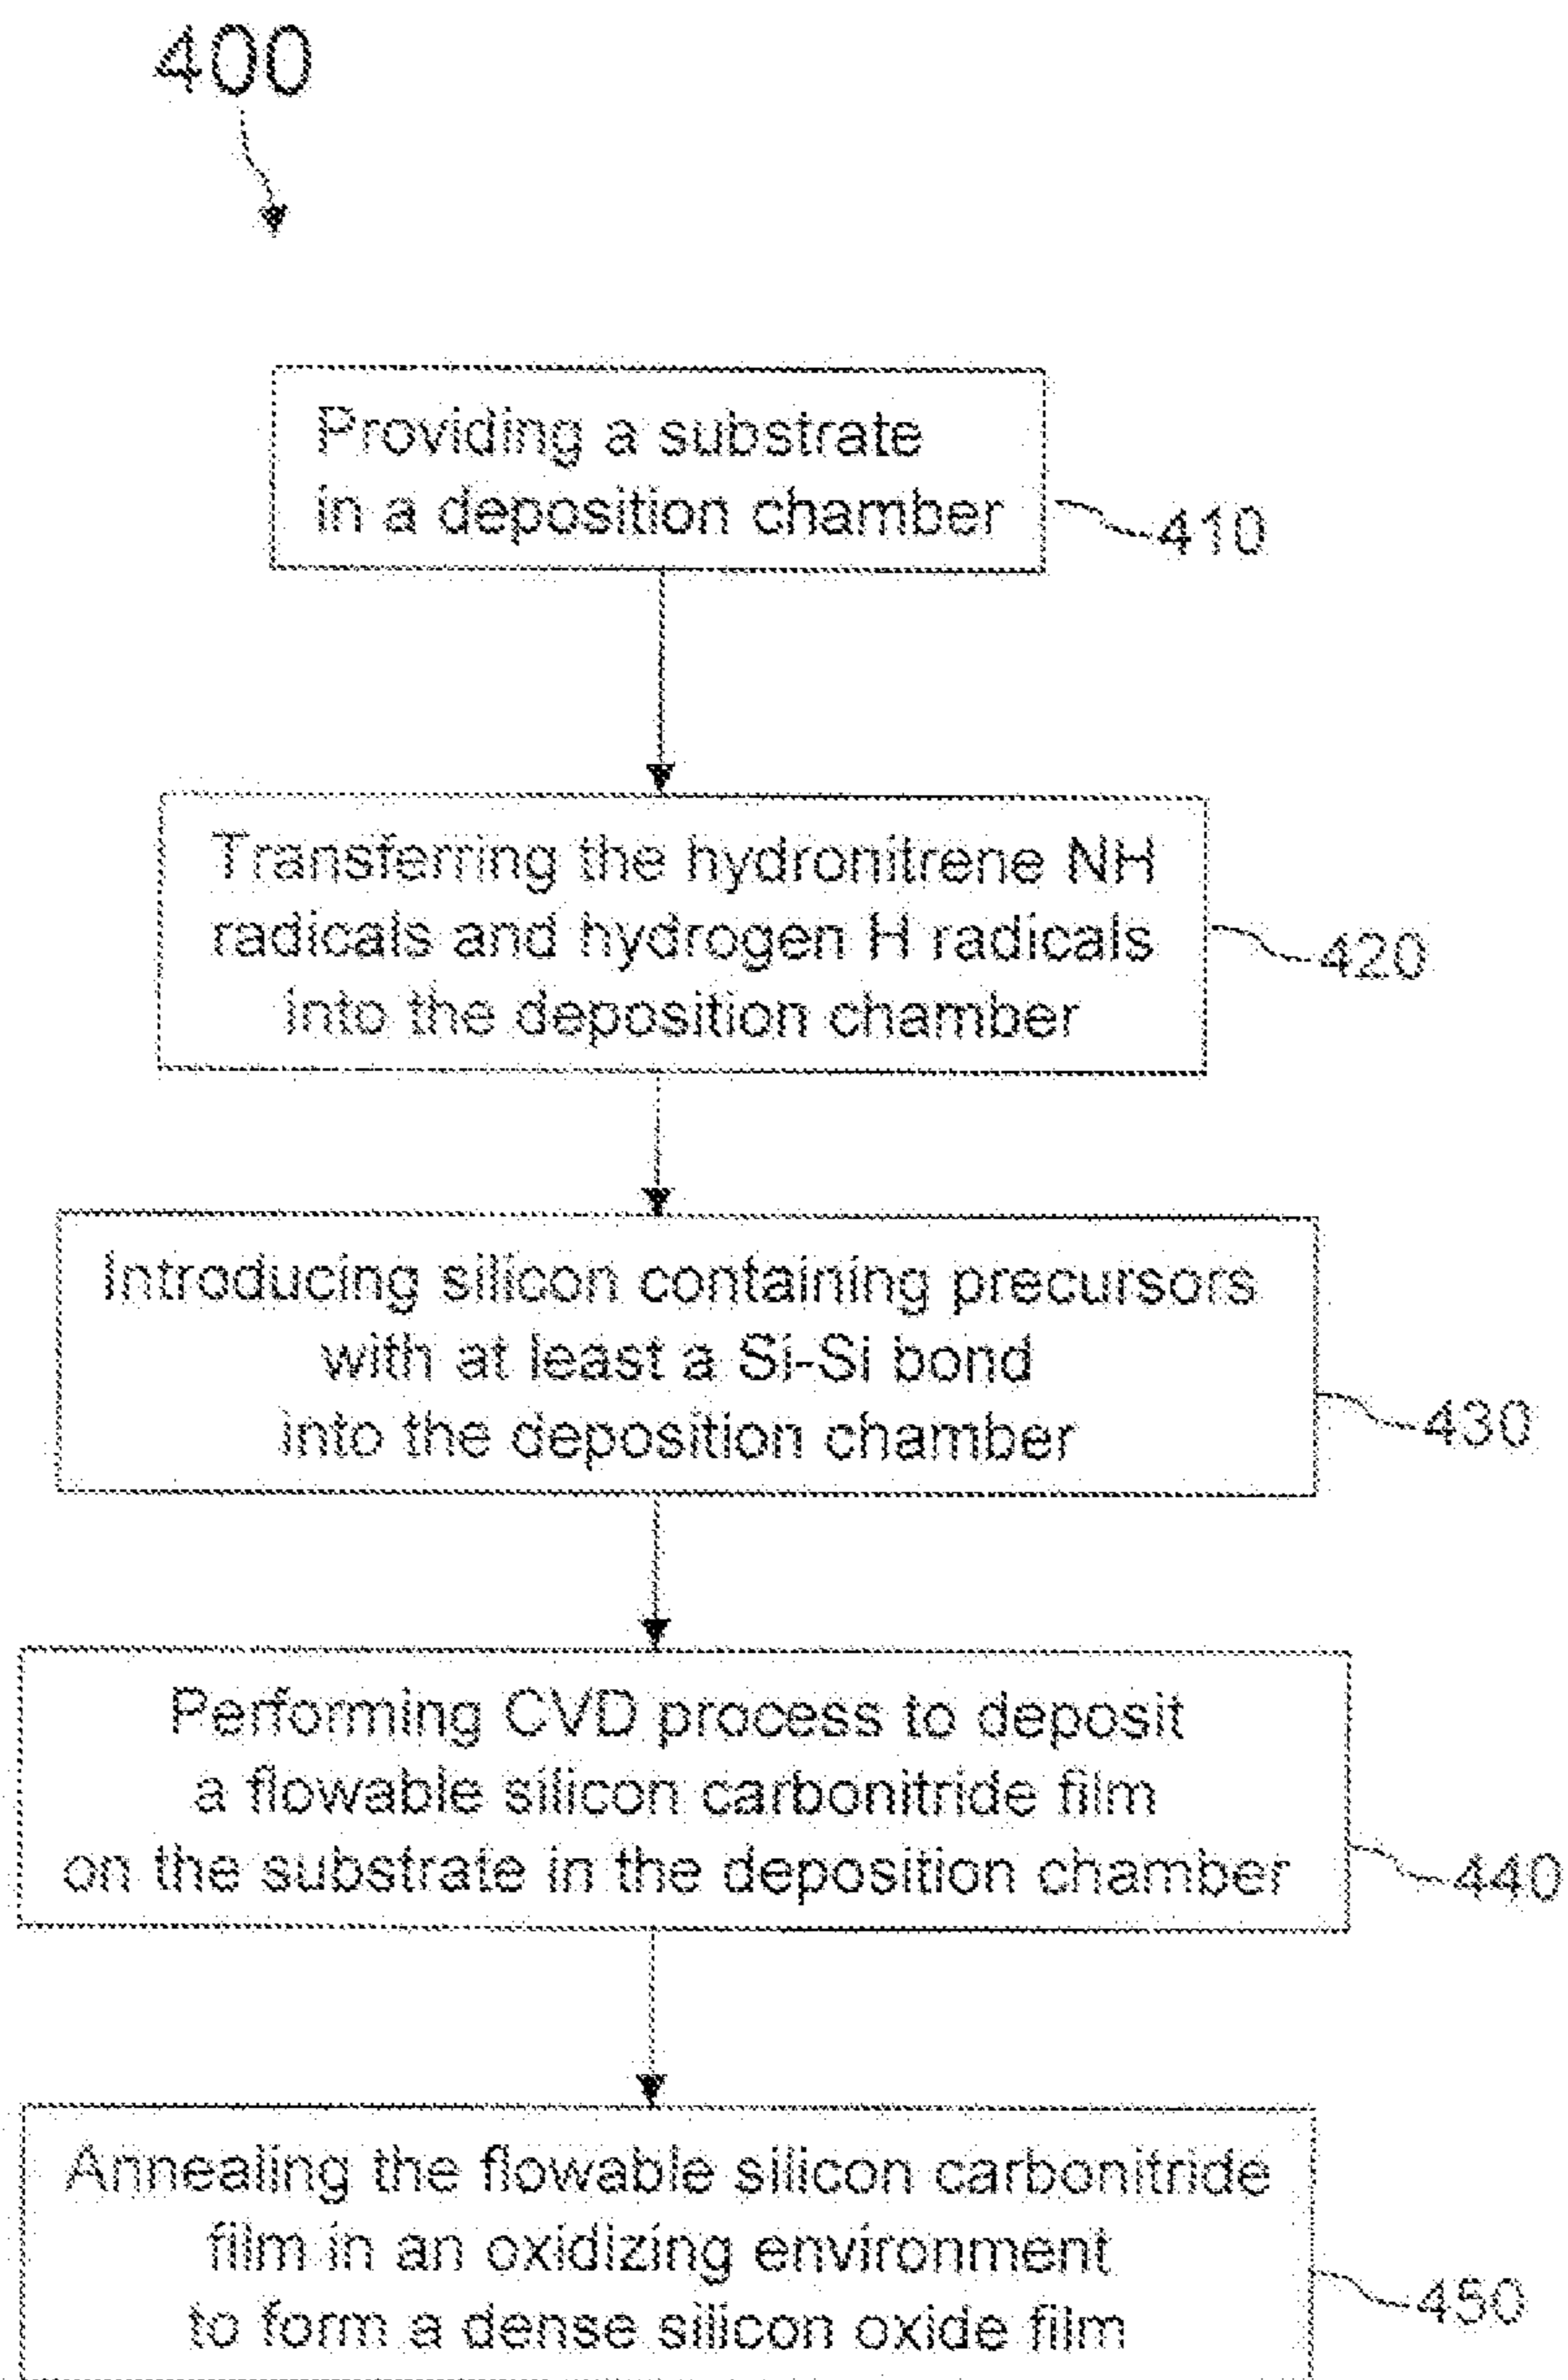 400
Providing a substrate
in a deposition chamber
410
Transferring the hydronitrene NH
radicals and hydrogen H radicals
into the deposition chamber
420
Introducing silicon containing precursors
with at least a Si-Si bond
into the deposition chamber
430
Performing CVD process to deposit
a flowable silicon carbonitride film
on the substrate in the deposition chamber
440
Annealing the flowable silicon carbonitride
film in an oxidizing environment
to form a dense silicon oxide film
450